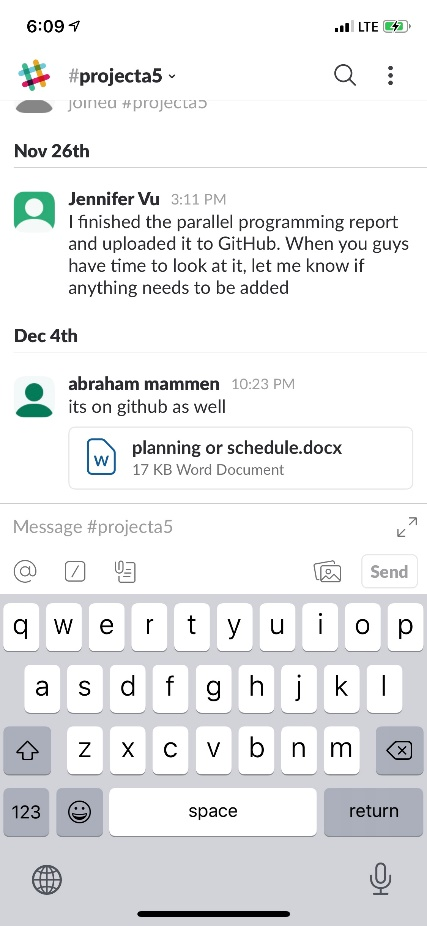 6:09
LTE
#projecta5
joined #projecta5
Nov 26th
Jennifer Vu 3:11 PM
I finished the parallel programming report
and uploaded it to GitHub. When you guys
have time to look at it, let me know if
anything needs to be added
Dec 4th
abraham mammen 10:23 PM
its on github as well
W
planning or schedule.docx
17 KB Word Document
Message #projecta5
@ / Send
q w e r t y u i o p
a s d f g h j k l
z x c v b n m
123 space return